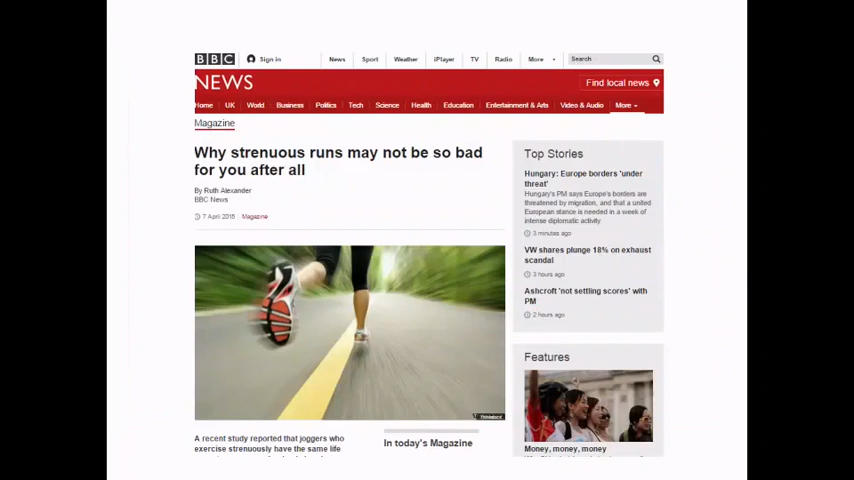 BBC Sign in News Sport Weather iPlayer TV Radio More Search
NEWS Find local news
Home UK World Business Politics Tech Science Health Education Entertainment & Arts Video & Audio More
Magazine
Why strenuous runs may not be so bad
for you after all
By Ruth Alexander
BBC News
7 April 2015 Magazine
Thinkstock
A recent study reported that joggers who
exercise strenuously have the same life
In today's Magazine
Top Stories
Hungary: Europe borders 'under
threat'
Hungary's PM says Europe's borders are
threatened by migration, and that a united
European stance is needed in a week of
intense diplomatic activity
3 minutes ago
VW shares plunge 18% on exhaust
scandal
3 hours ago
Ashcroft 'not settling scores' with
PM
2 hours ago
Features
Money, money, money